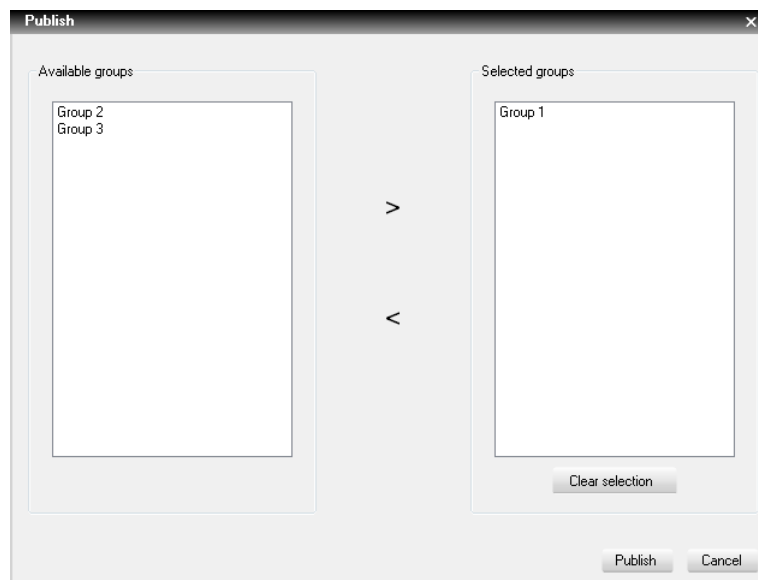 Publish
Available groups
Group 2
Group 3
>
<
Selected groups
Group 1
Clear selection
Publish
Cancel